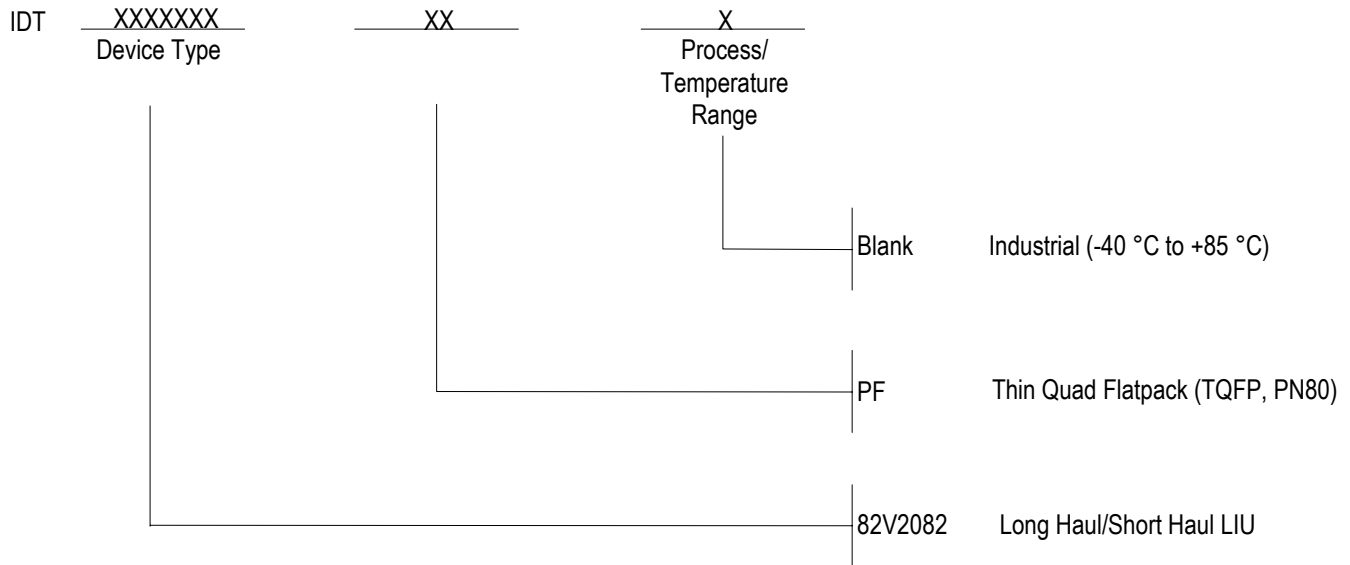 IDT XXXXXXX XX X
Device Type
Process/
Temperature
Range
Blank Industrial (-40 °C to +85 °C)
PF Thin Quad Flatpack (TQFP, PN80)
82V2082 Long Haul/Short Haul LIU